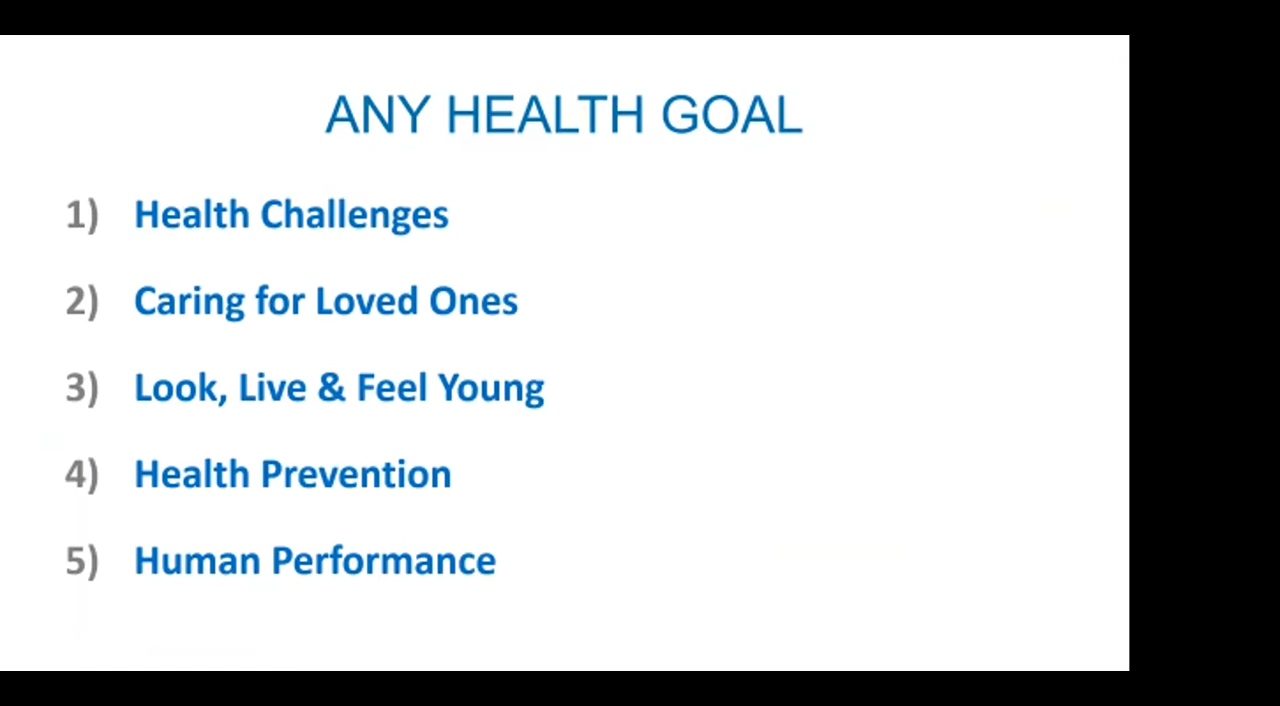 ANY HEALTH GOAL
1) Health Challenges
2) Caring for Loved Ones
3) Look, Live & Feel Young
4) Health Prevention
5) Human Performance